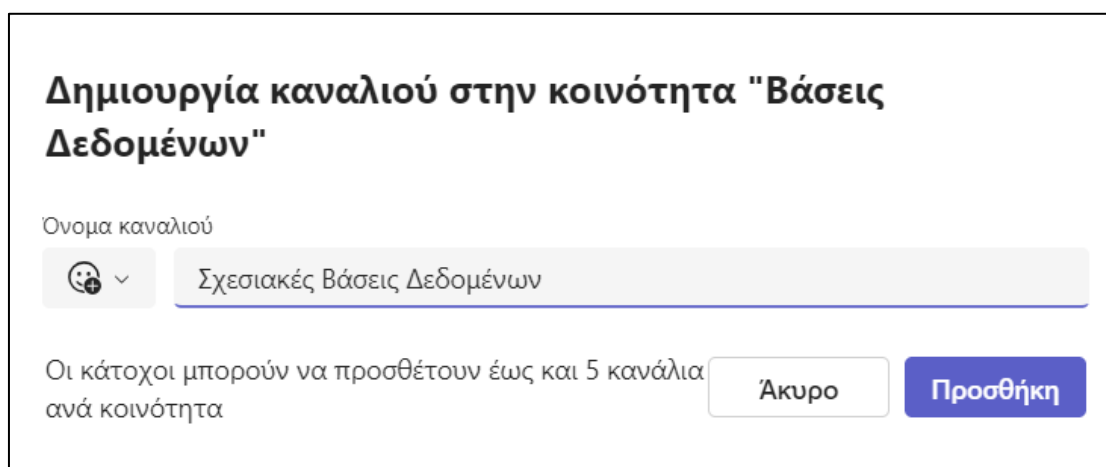 Δημιουργία καναλιού στην κοινότητα "Βάσεις
Δεδομένων"
Όνομα καναλιού
Σχεσιακές Βάσεις Δεδομένων
Οι κάτοχοι μπορούν να προσθέτουν έως και 5 κανάλια
ανά κοινότητα
Άκυρο
Προσθήκη